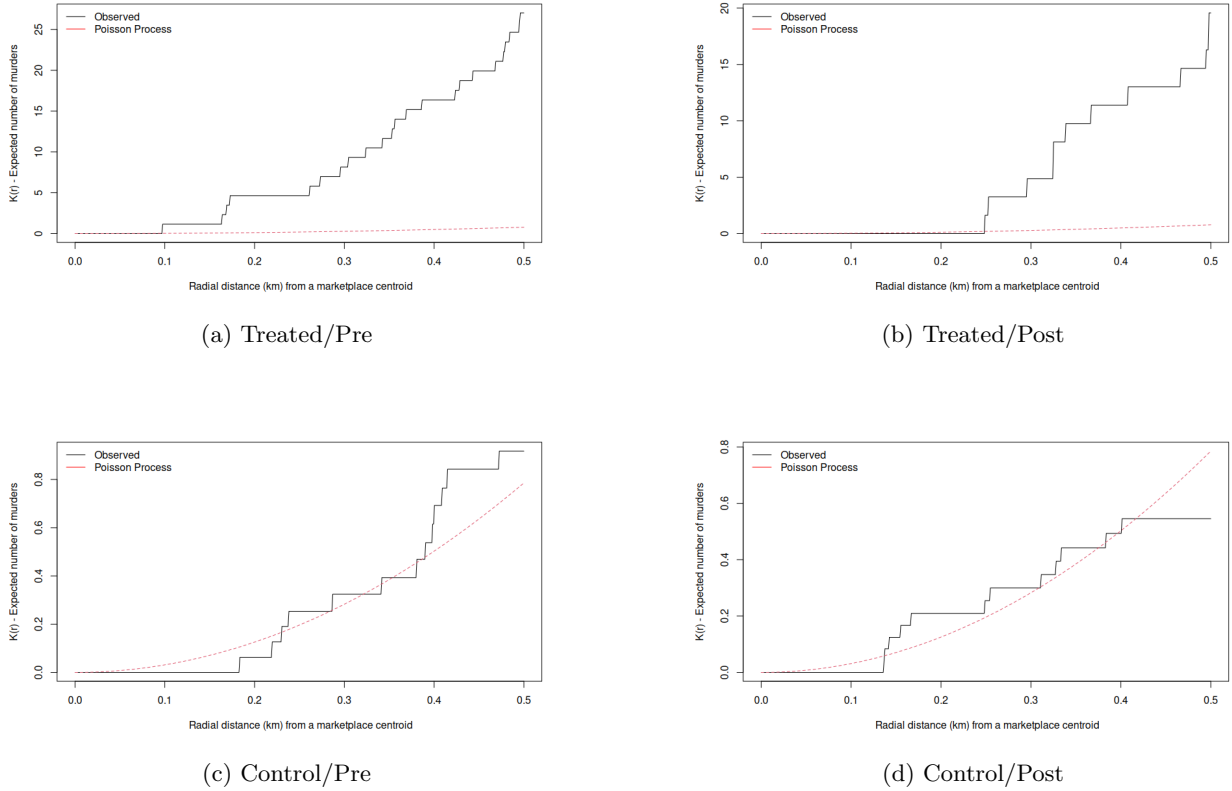 K(r) - Expected number of murders
0 5 10 15 20 25
Observed
Poisson Process
0.0 0.1 0.2 0.3 0.4 0.5
Radial distance (km) from a marketplace centroid
(a) Treated/Pre
K(r) - Expected number of murders
0 5 10 15 20
Observed
Poisson Process
0.0 0.1 0.2 0.3 0.4 0.5
Radial distance (km) from a marketplace centroid
(b) Treated/Post
K(r) - Expected number of murders
0.0 0.2 0.4 0.6 0.8
Observed
Poisson Process
0.0 0.1 0.2 0.3 0.4 0.5
Radial distance (km) from a marketplace centroid
(c) Control/Pre
K(r) - Expected number of murders
0.0 0.2 0.4 0.6 0.8
Observed
Poisson Process
0.0 0.1 0.2 0.3 0.4 0.5
Radial distance (km) from a marketplace centroid
(d) Control/Post